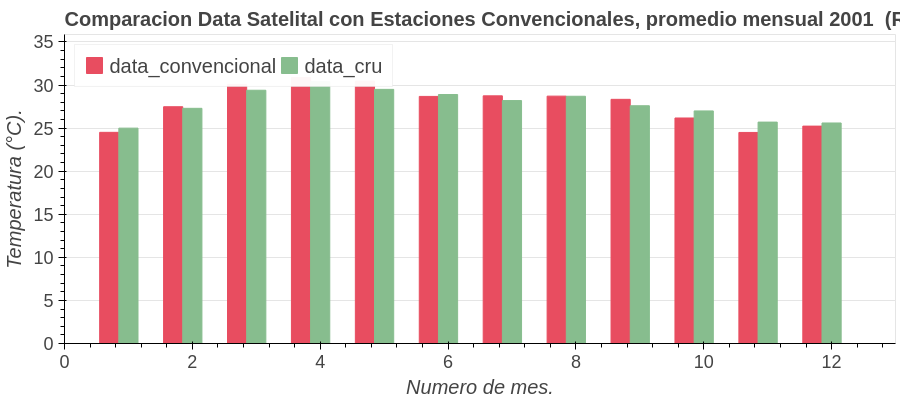 Comparacion Data Satelital con Estaciones Convencionales, promedio mensual 2001 (R
data_convencional data_cru
35
30
25
20
15
10
5
0
Temperatura (°C).
0 2 4 6 8 10 12
Numero de mes.